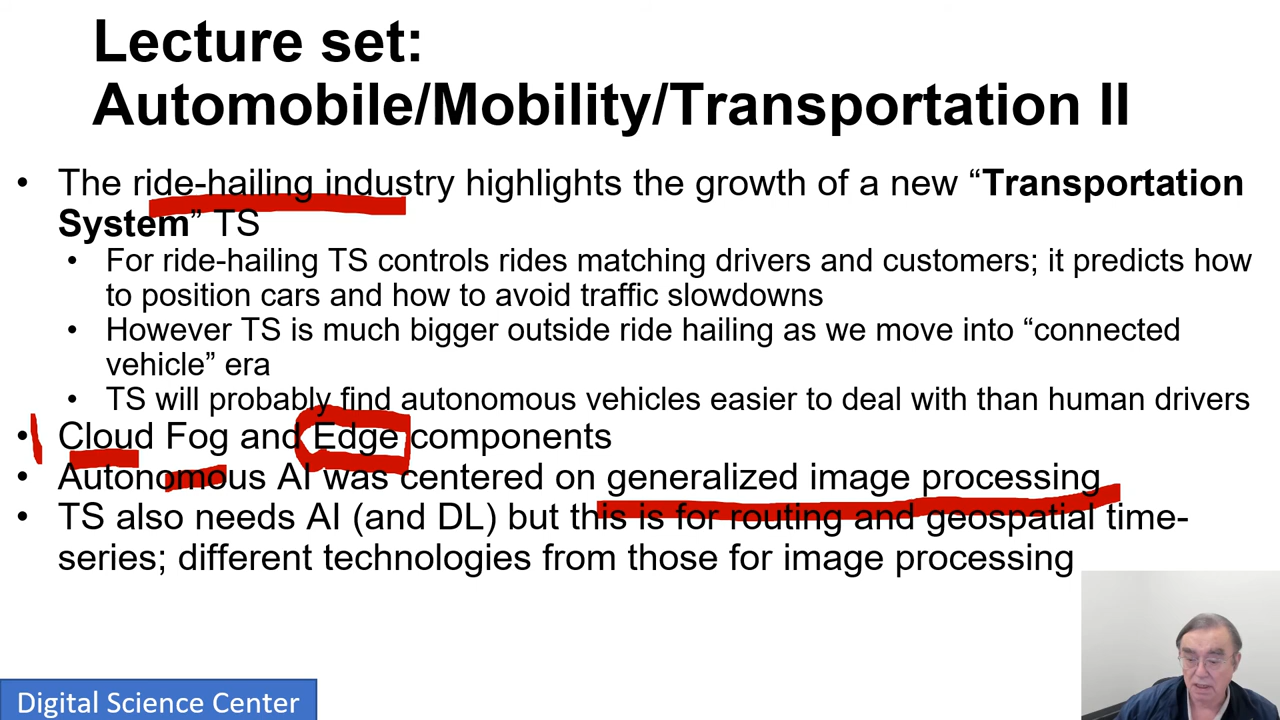 Lecture set:
Automobile/Mobility/Transportation II
• The ride-hailing industry highlights the growth of a new “Transportation
System” TS
• For ride-hailing TS controls rides matching drivers and customers; it predicts how
to position cars and how to avoid traffic slowdowns
• However TS is much bigger outside ride hailing as we move into “connected
vehicle” era
• TS will probably find autonomous vehicles easier to deal with than human drivers
• Cloud Fog and Edge components
• Autonomous AI was centered on generalized image processing
• TS also needs AI (and DL) but this is for routing and geospatial time-
series; different technologies from those for image processing
Digital Science Center